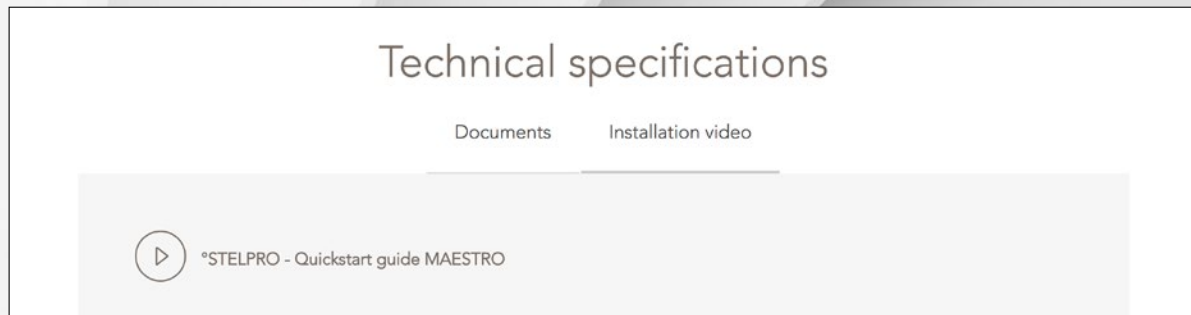 Technical specifications
Documents Installation video
°STELPRO - Quickstart guide MAESTRO